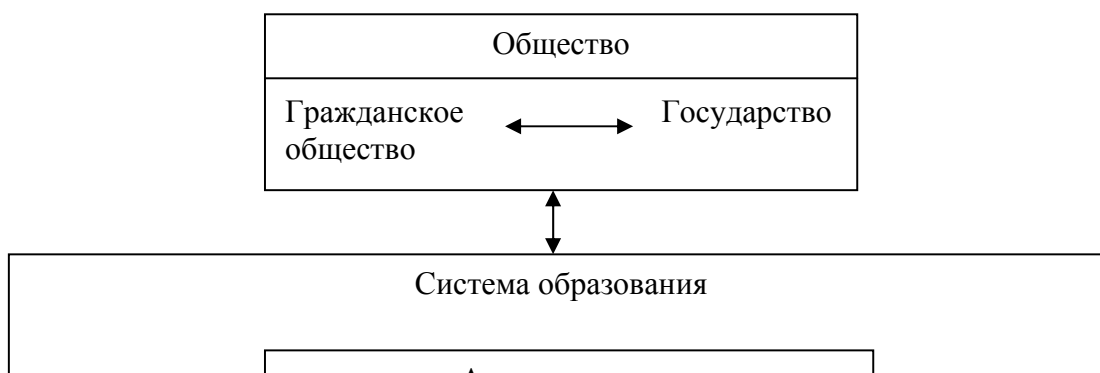 Общество
Гражданское Государство
общество
Система образования